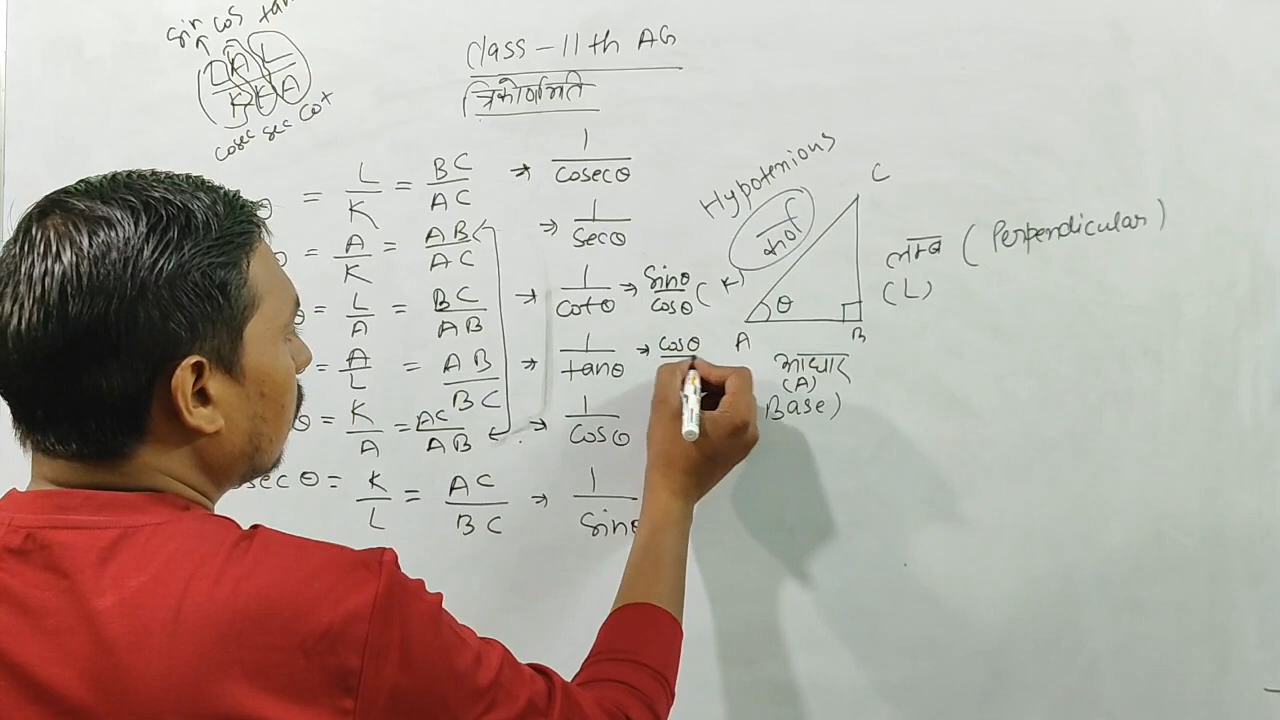 sin cos tan
L A L
K K A
cosec sec cot
Class - 11th AG
त्रिकोणमिति
θ = L/K = BC/AC → 1/cosecθ
θ = A/K = AB/AC → 1/secθ
θ = L/A = BC/AB → 1/cotθ → sinθ/cosθ
= A/L = AB/BC → 1/tanθ → cosθ
θ = K/A = AC/AB → 1/cosθ
sec θ = K/L = AC/BC → 1/sinθ
Hypotenious
कर्ण
(K)
C
लम्ब (Perpendicular)
(L)
θ
A
B
आधार
(A)
Base)